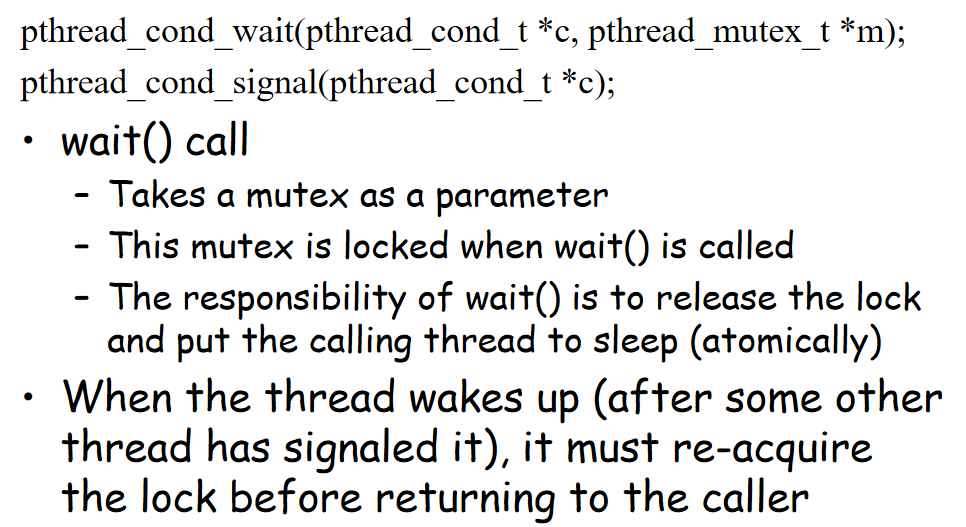 pthread_cond_wait(pthread_cond_t *c, pthread_mutex_t *m);
pthread_cond_signal(pthread_cond_t *c);
• wait() call
– Takes a mutex as a parameter
– This mutex is locked when wait() is called
– The responsibility of wait() is to release the lock
and put the calling thread to sleep (atomically)
• When the thread wakes up (after some other
thread has signaled it), it must re-acquire
the lock before returning to the caller